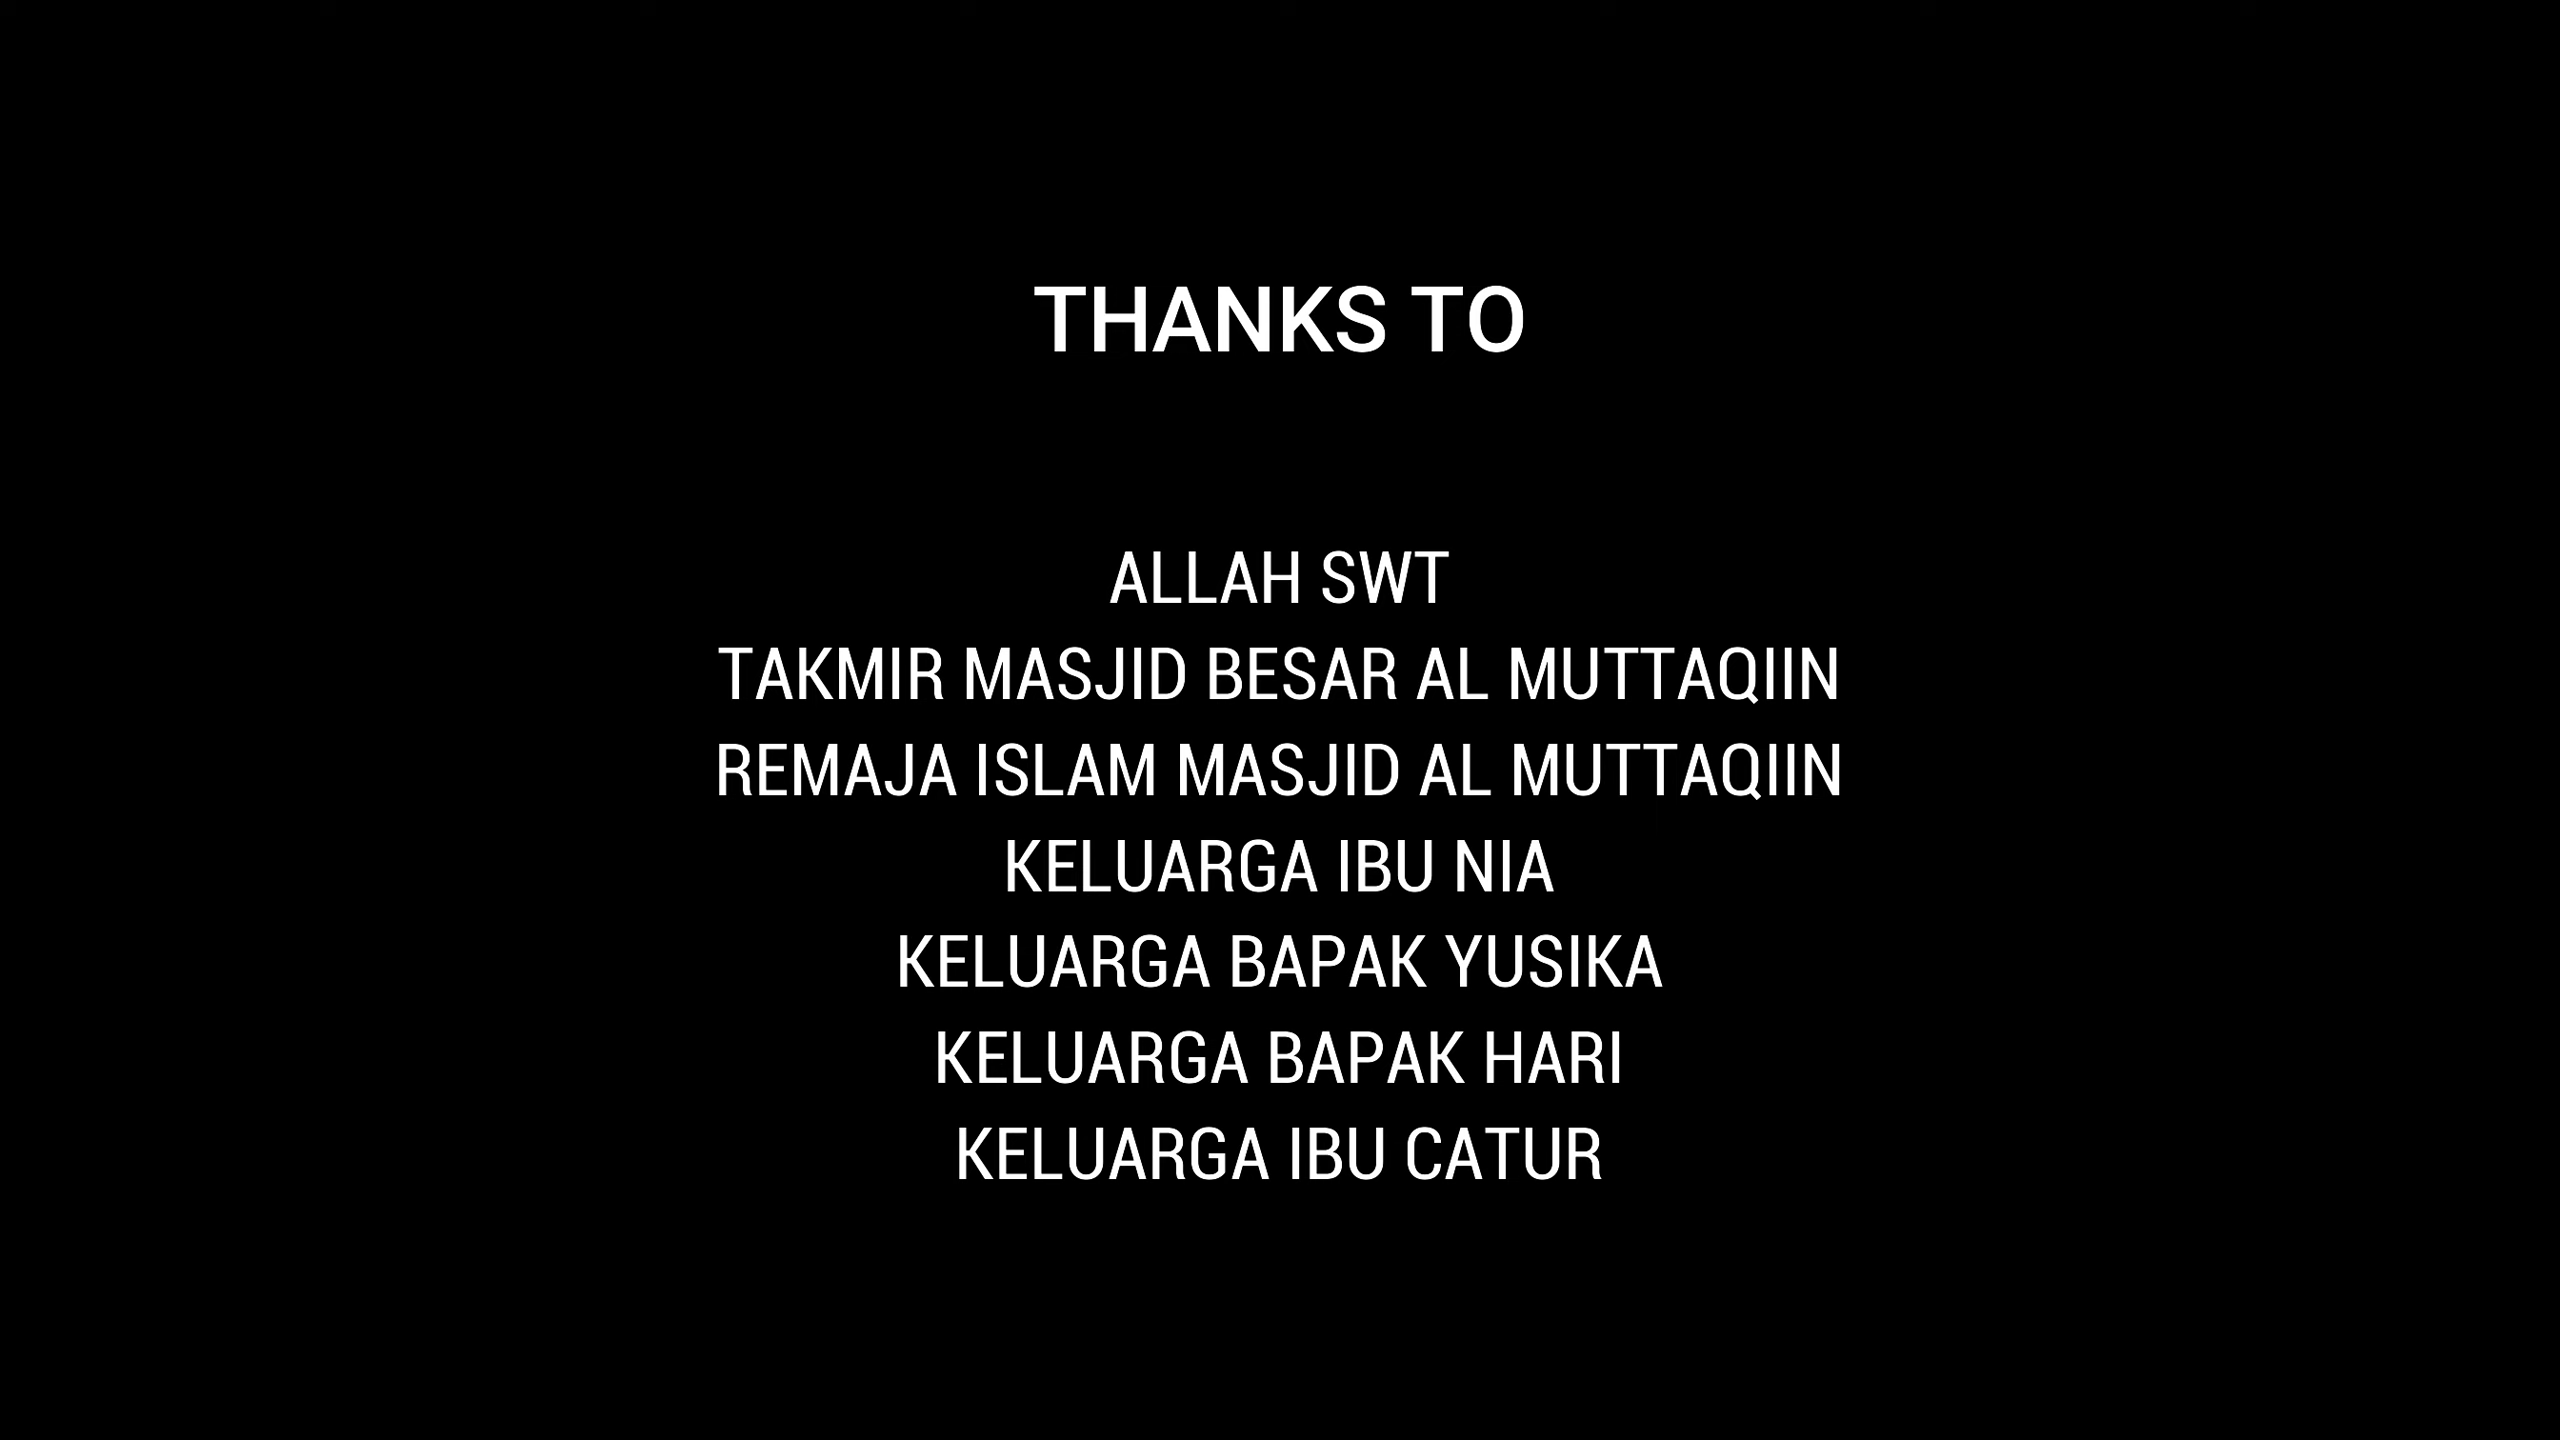 THANKS TO
ALLAH SWT
TAKMIR MASJID BESAR AL MUTTAQIIN
REMAJA ISLAM MASJID AL MUTTAQIIN
KELUARGA IBU NIA
KELUARGA BAPAK YUSIKA
KELUARGA BAPAK HARI
KELUARGA IBU CATUR